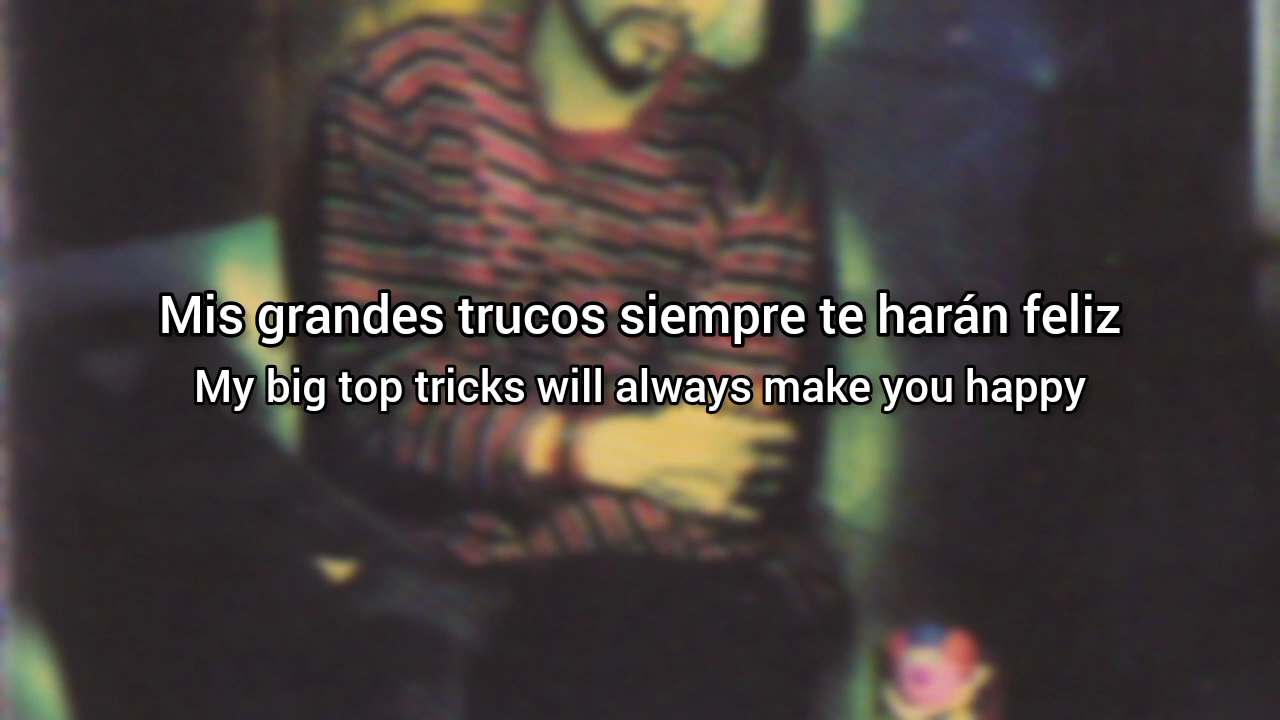 Mis grandes trucos siempre te harán feliz
My big top tricks will always make you happy